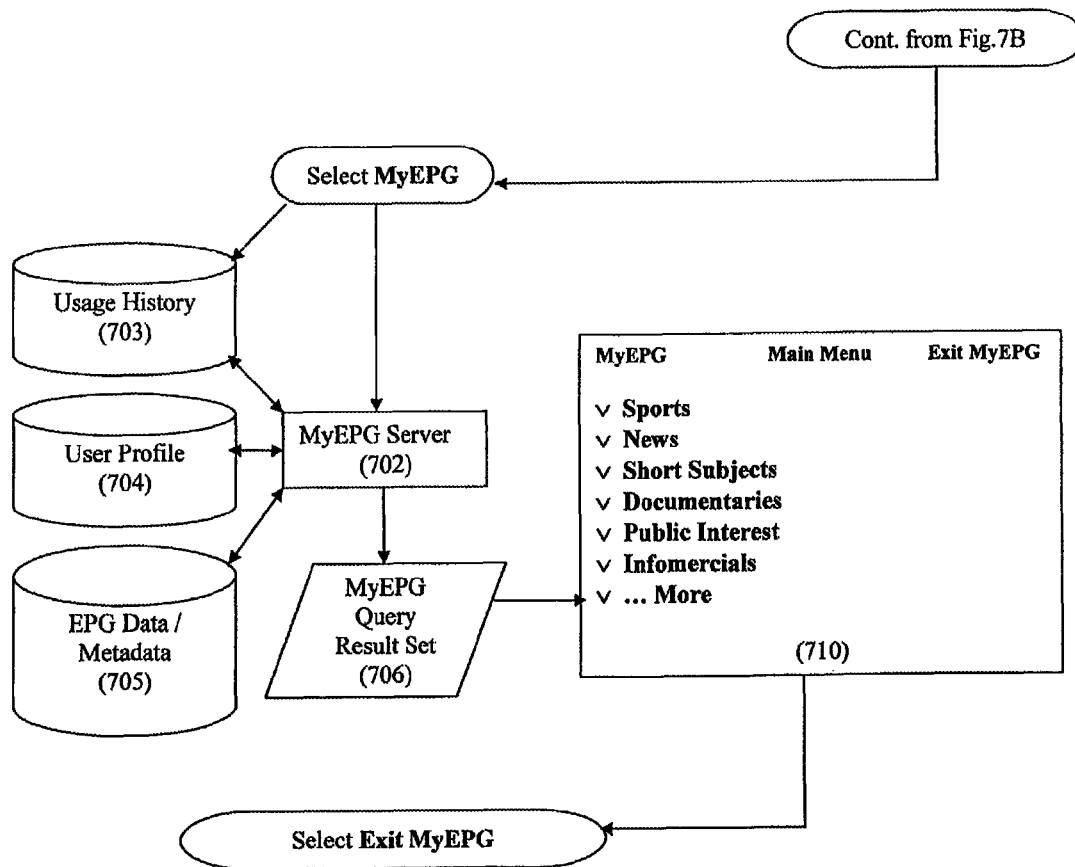 Cont. from Fig.7B
Select MyEPG
Usage History
(703)
User Profile
(704)
EPG Data /
Metadata
(705)
MyEPG Server
(702)
MyEPG
Query
Result Set
(706)
MyEPG Main Menu Exit MyEPG
v Sports
v News
v Short Subjects
v Documentaries
v Public Interest
v Infomercials
v ... More
(710)
Select Exit MyEPG